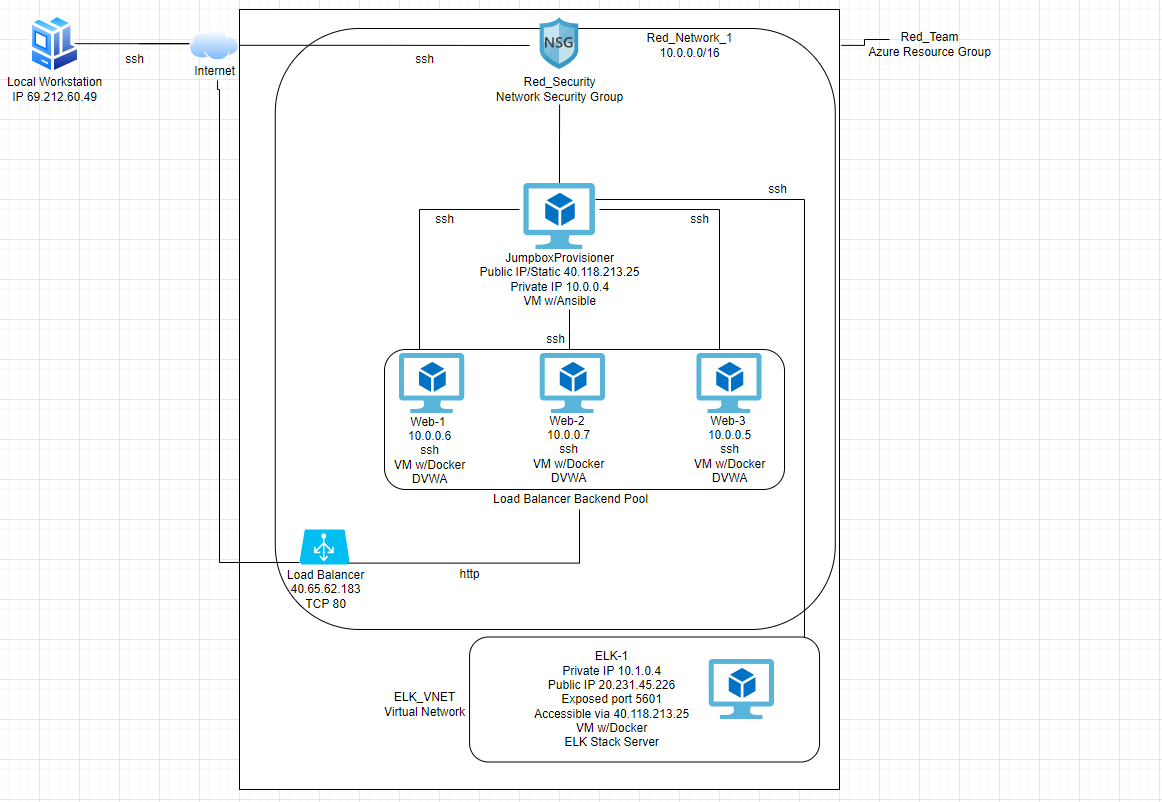 ssh
Internet
Local Workstation
IP 69.212.60.49
ssh
NSG
Red_Security
Network Security Group
Red_Network_1
10.0.0.0/16
Red_Team
Azure Resource Group
ssh
ssh
ssh
JumpboxProvisioner
Public IP/Static 40.118.213.25
Private IP 10.0.0.4
VM w/Ansible
ssh
Web-1
10.0.0.6
ssh
VM w/Docker
DVWA
Web-2
10.0.0.7
ssh
VM w/Docker
DVWA
Web-3
10.0.0.5
ssh
VM w/Docker
DVWA
Load Balancer Backend Pool
Load Balancer
40.65.62.183
TCP 80
http
ELK_VNET
Virtual Network
ELK-1
Private IP 10.1.0.4
Public IP 20.231.45.226
Exposed port 5601
Accessible via 40.118.213.25
VM w/Docker
ELK Stack Server